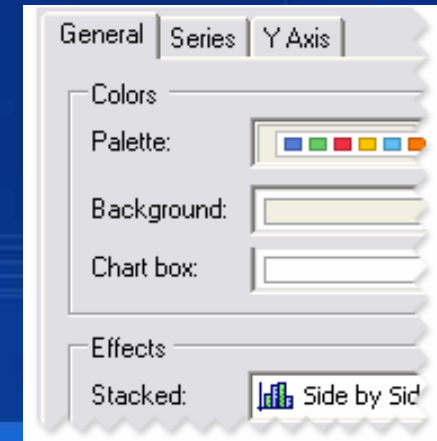 General Series Y Axis
Colors
Palette:
Background:
Chart box:
Effects
Stacked: Side by Sid